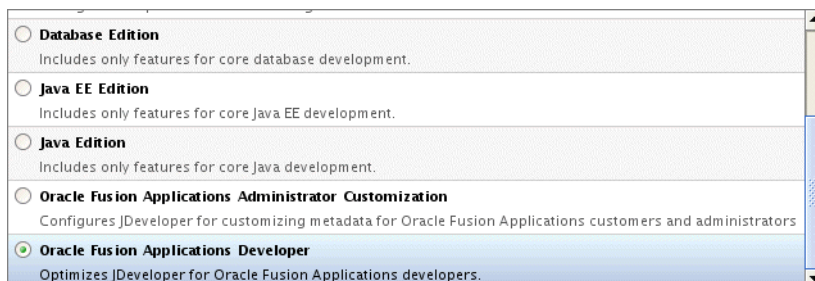 Database Edition
Includes only features for core database development.
Java EE Edition
Includes only features for core Java EE development.
Java Edition
Includes only features for core Java development.
Oracle Fusion Applications Administrator Customization
Configures JDeveloper for customizing metadata for Oracle Fusion Applications customers and administrators
Oracle Fusion Applications Developer
Optimizes JDeveloper for Oracle Fusion Applications developers.